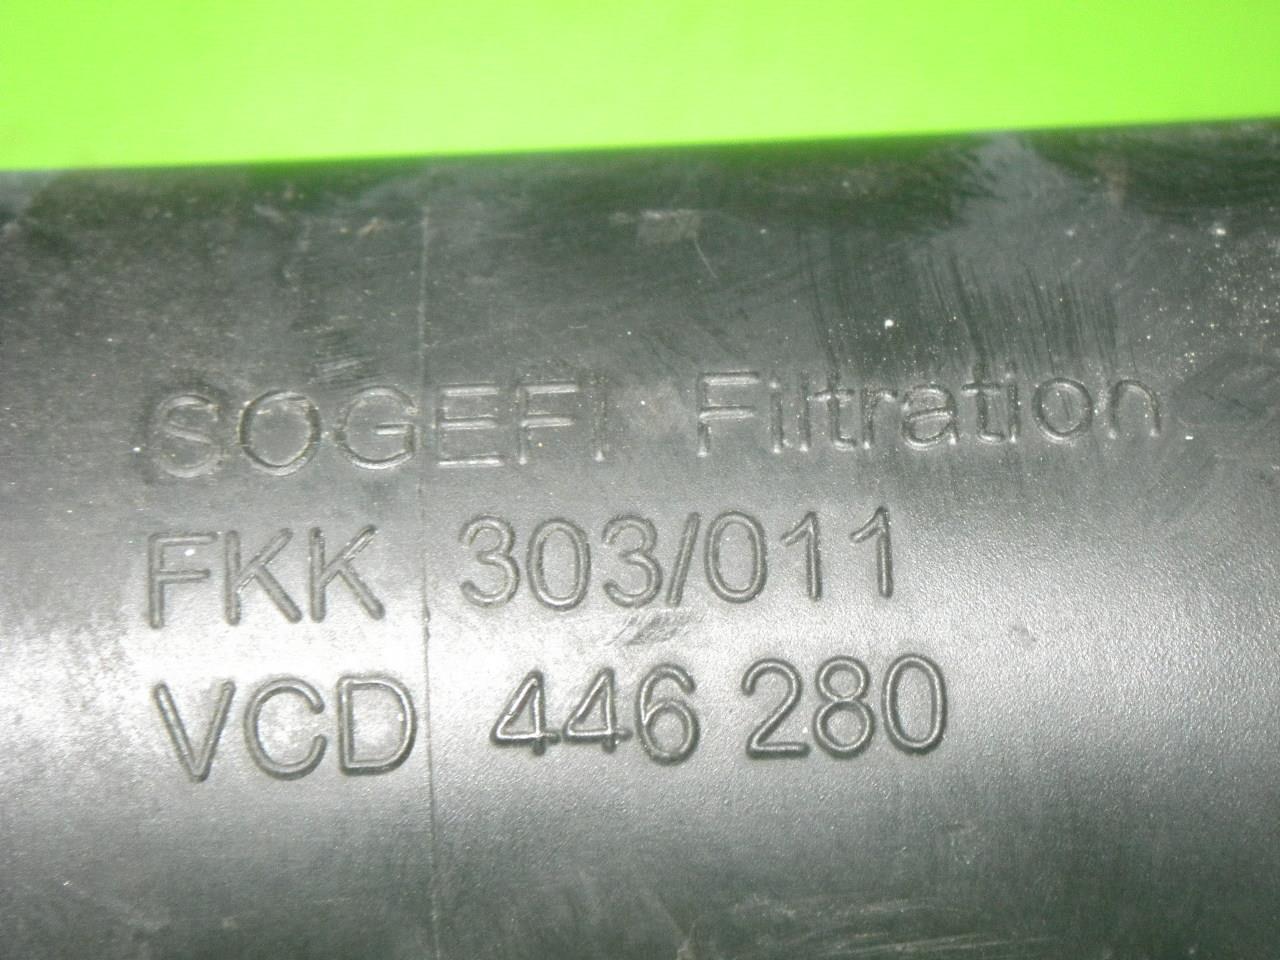 SOGEFI Filtration
FKK 303/011
VCD 446 280